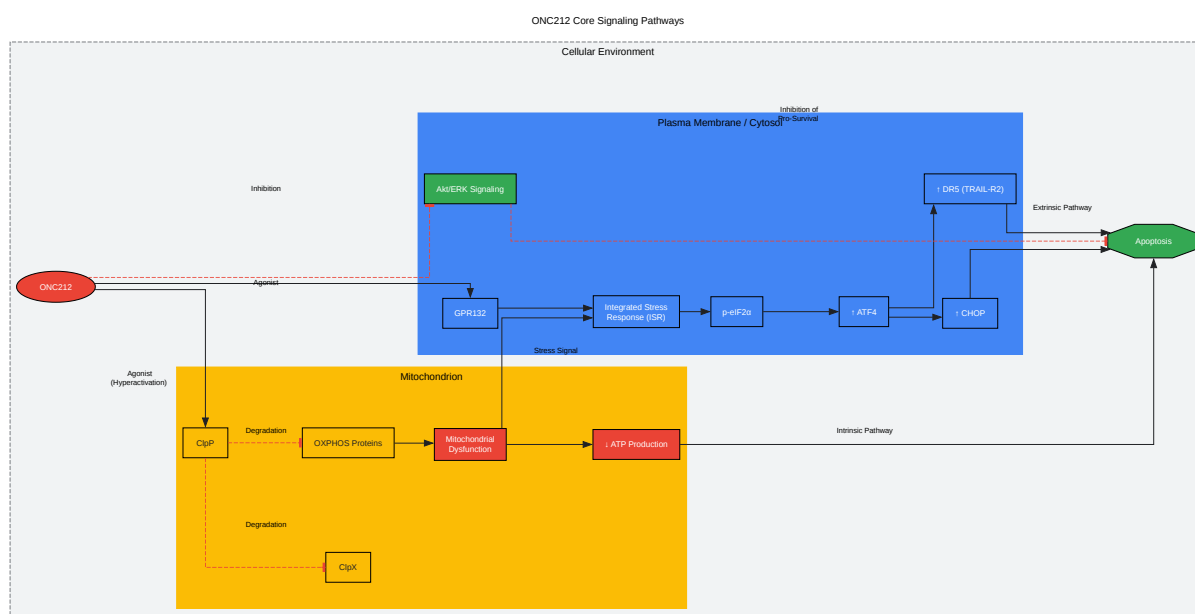 ONC212 Core Signaling Pathways
Cellular Environment
Inhibition of
Pro-Survival
Plasma Membrane / Cytosol
Inhibition
Akt/ERK Signaling
↑ DR5 (TRAIL-R2)
Extrinsic Pathway
Apoptosis
ONC212
Agonist
GPR132
Integrated Stress
Response (ISR)
p-eIF2α
↑ ATF4
↑ CHOP
Stress Signal
Agonist
(Hyperactivation)
Mitochondrion
ClpP
Degradation
OXPHOS Proteins
Mitochondrial
Dysfunction
↓ ATP Production
Intrinsic Pathway
Degradation
ClpX